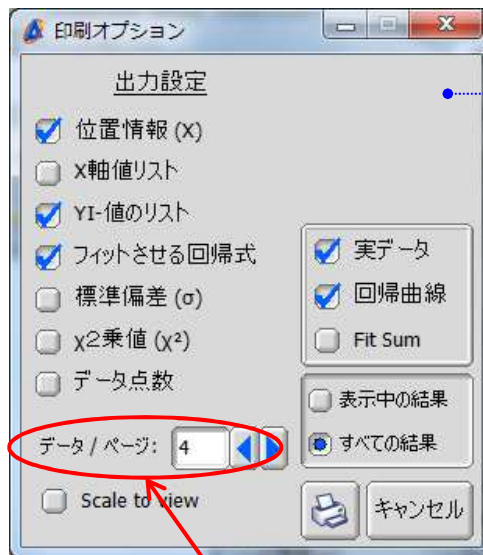 印刷オプション
出力設定
位置情報 (X)
X軸値リスト
YI-値のリスト
フィットさせる回帰式
標準偏差 (σ)
χ2乗値 (χ²)
データ点数
データ / ページ: 4
Scale to view
実データ
回帰曲線
Fit Sum
表示中の結果
すべての結果
キャンセル